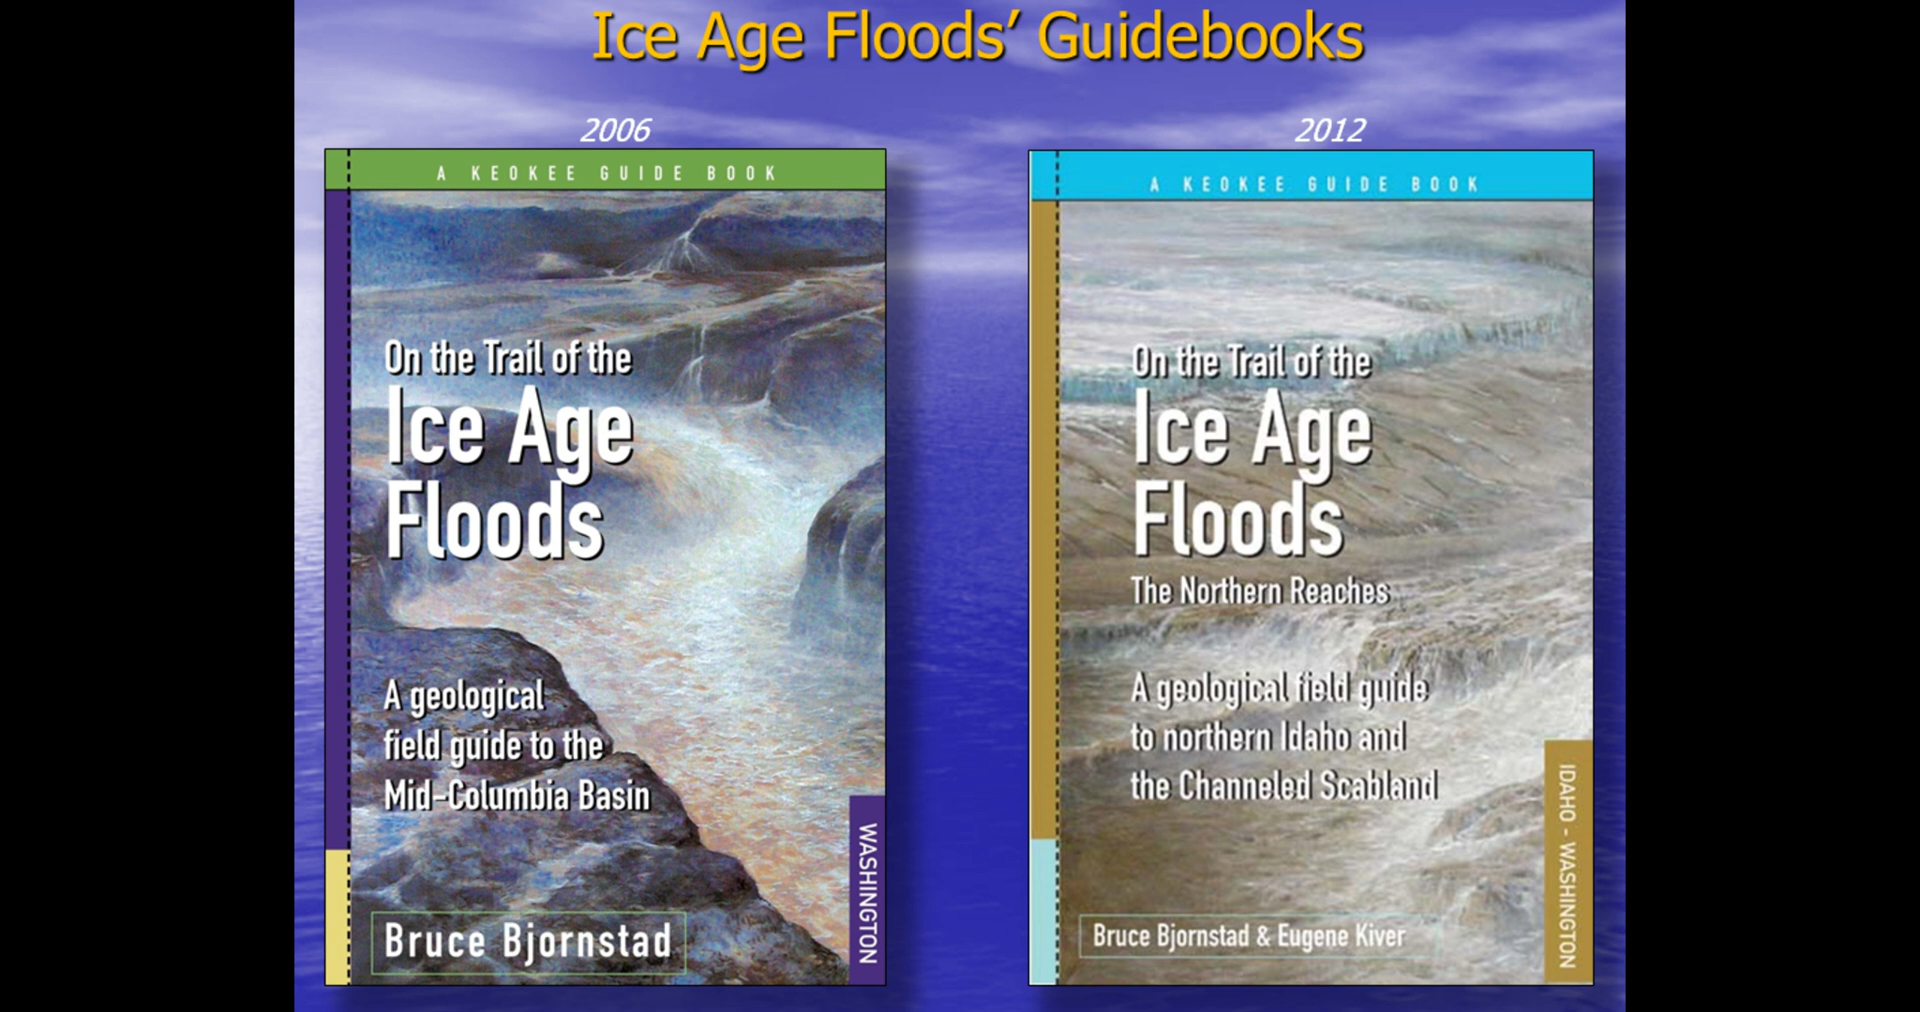 Ice Age Floods’ Guidebooks
2006
A KEOKEE GUIDE BOOK
On the Trail of the
Ice Age
Floods
A geological
field guide to the
Mid-Columbia Basin
WASHINGTON
Bruce Bjornstad
2012
A KEOKEE GUIDE BOOK
On the Trail of the
Ice Age
Floods
The Northern Reaches
A geological field guide
to northern Idaho and
the Channeled Scabland
IDAHO - WASHINGTON
Bruce Bjornstad & Eugene Kiver